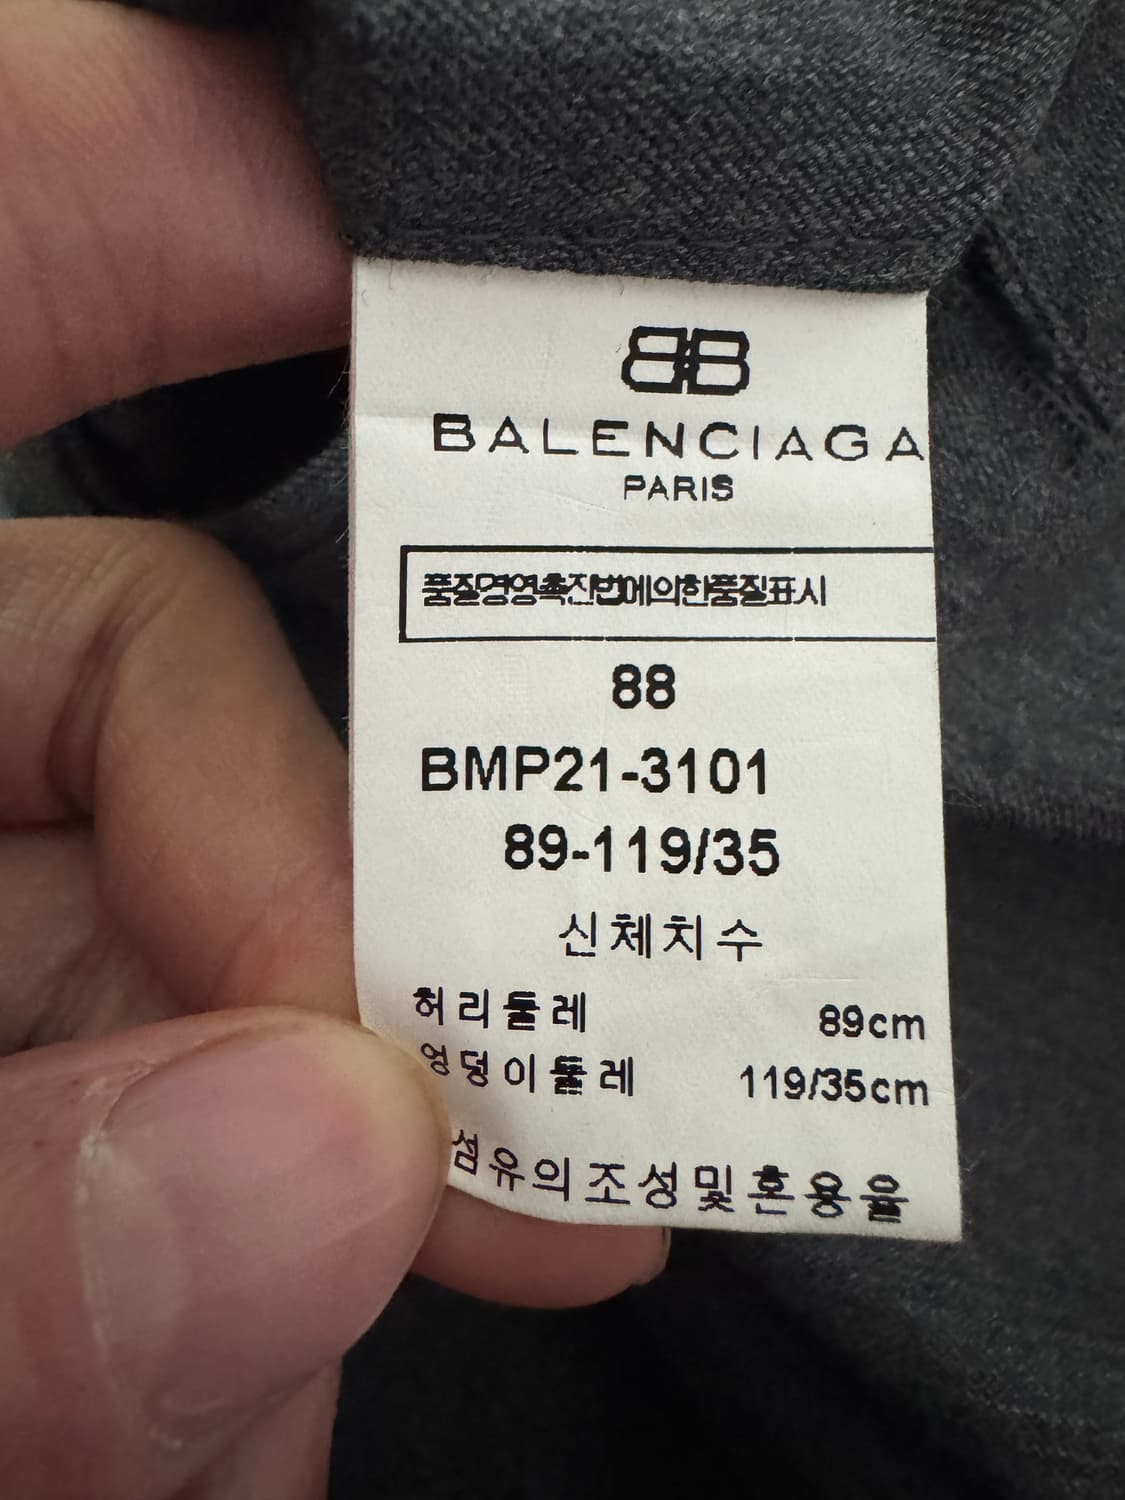 BB
BALENCIAGA
PARIS
품질경영촉진법에의한품질표시
88
BMP21-3101
89-119/35
신체치수
허리둘레 89cm
엉덩이둘레 119/35cm
섬유의 조성및혼용율